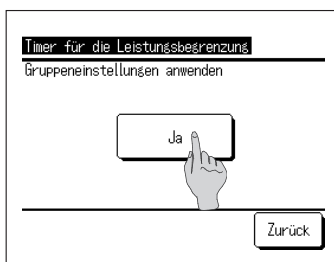 Timer für die Leistungsbegrenzung
Gruppeneinstellungen anwenden
Ja
Zurück